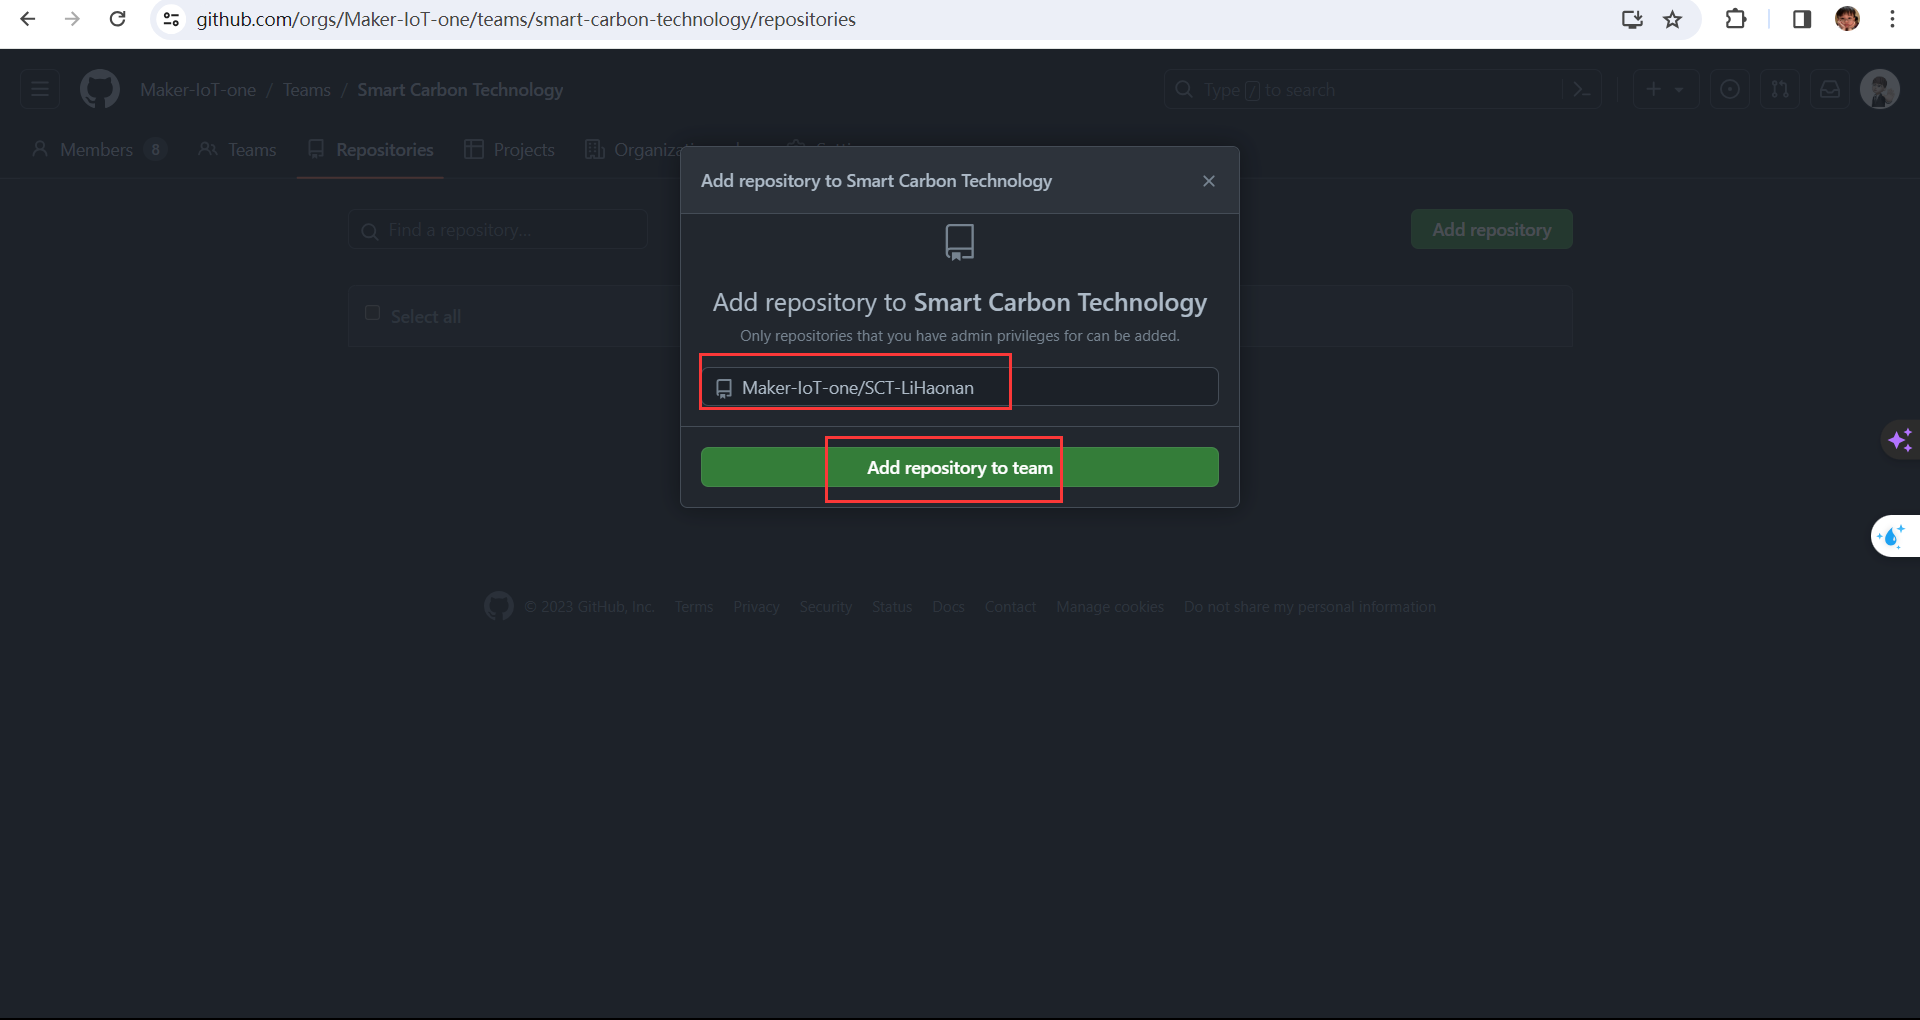 github.com/orgs/Maker-IoT-one/teams/smart-carbon-technology/repositories
Maker-IoT-one / Teams / Smart Carbon Technology
Type / to search
Members 8 Teams Repositories Projects
Add repository to Smart Carbon Technology
Find a repository...
Add repository
Add repository to Smart Carbon Technology
Select all
Only repositories that you have admin privileges for can be added.
Maker-IoT-one/SCT-LiHaonan
Add repository to team
© 2023 GitHub, Inc. Terms Privacy Security Status Docs Contact Manage cookies Do not share my personal information